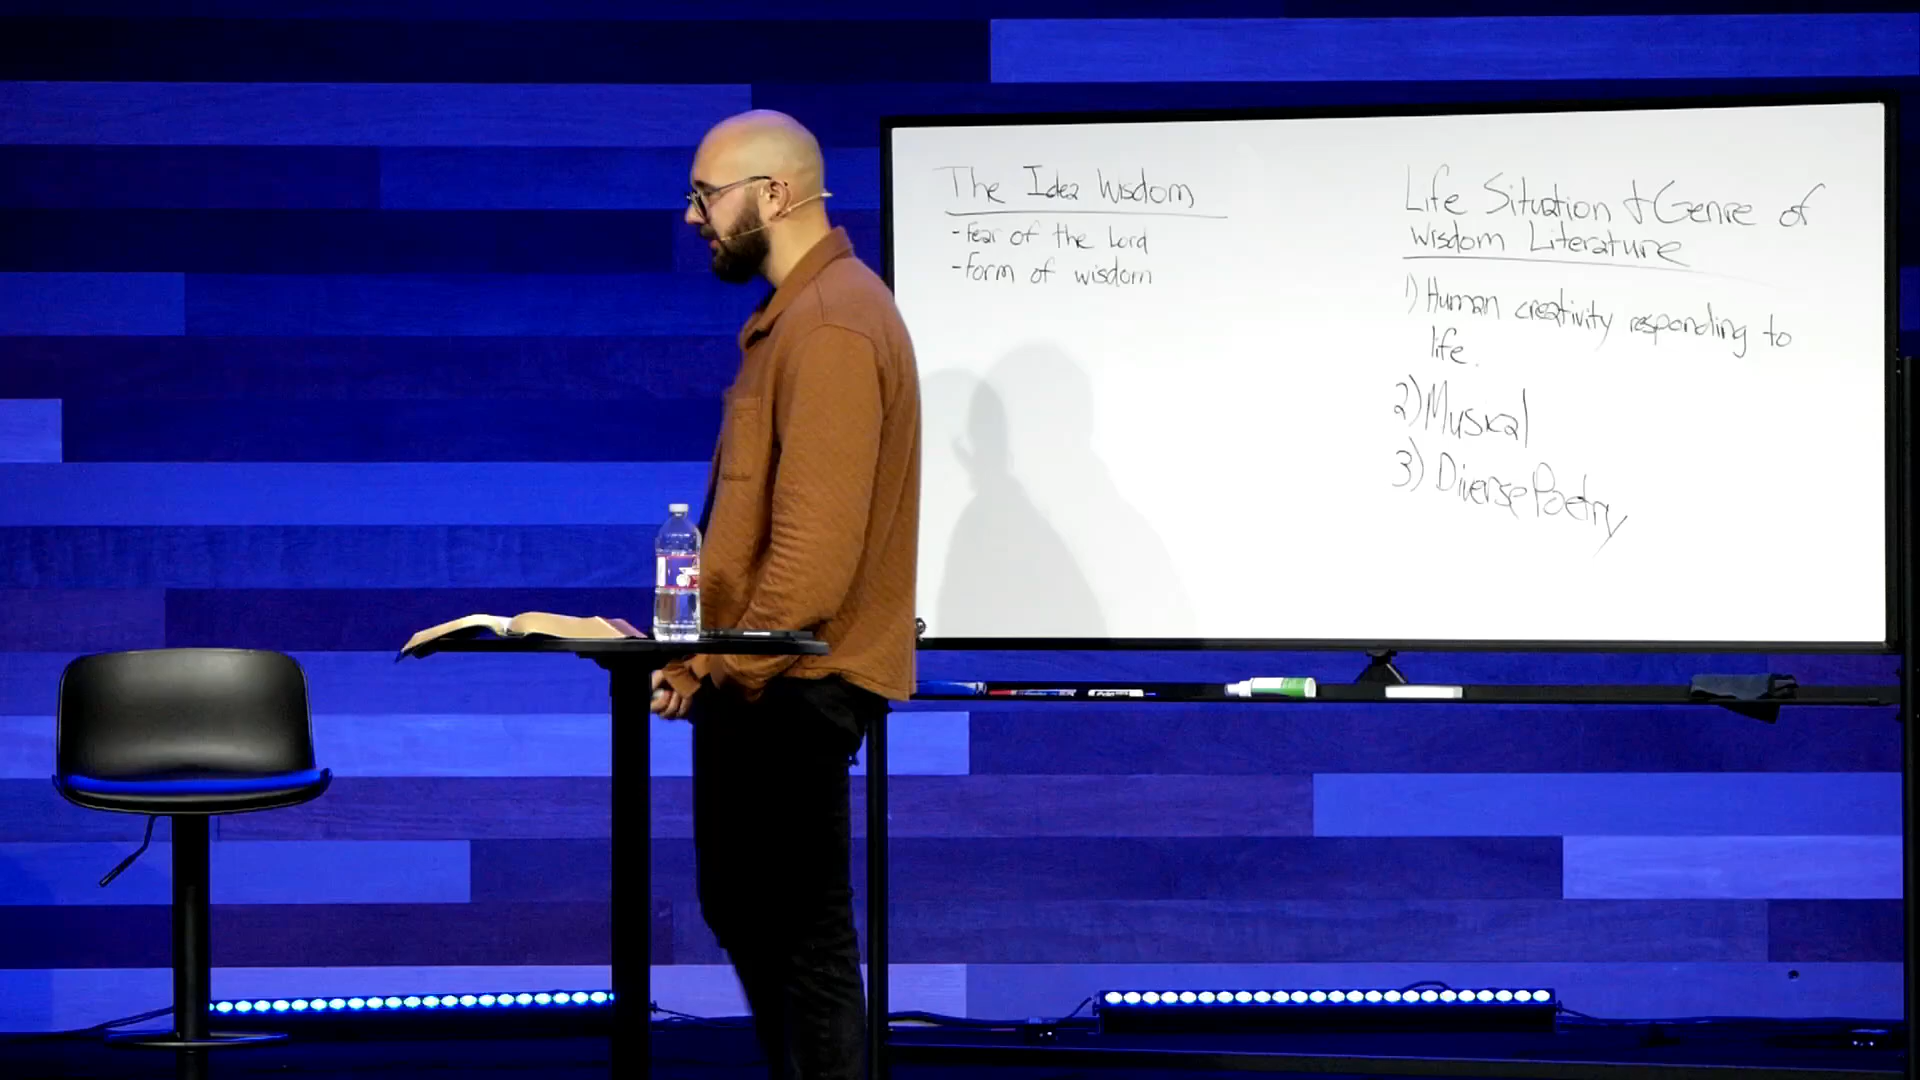 The Idea Wisdom
- fear of the Lord
- form of wisdom
Life Situation & Genre of
Wisdom Literature
1) Human creativity responding to
life.
2) Musical
3) Diverse Poetry